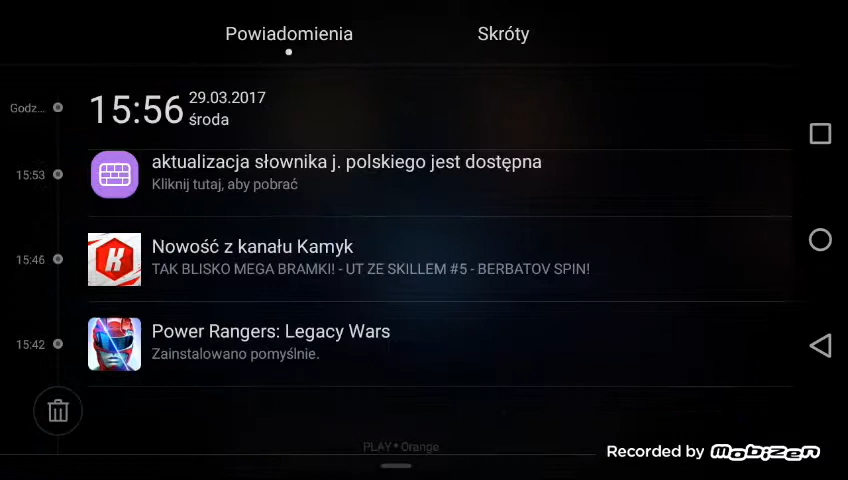 Powiadomienia
Skróty
Godz...
15:56
29.03.2017
środa
15:53
aktualizacja słownika j. polskiego jest dostępna
Kliknij tutaj, aby pobrać
15:46
K
Nowość z kanału Kamyk
TAK BLISKO MEGA BRAMKI! - UT ZE SKILLEM #5 - BERBATOV SPIN!
15:42
Power Rangers: Legacy Wars
Zainstalowano pomyślnie.
PLAY • Orange
Recorded by Mobizen